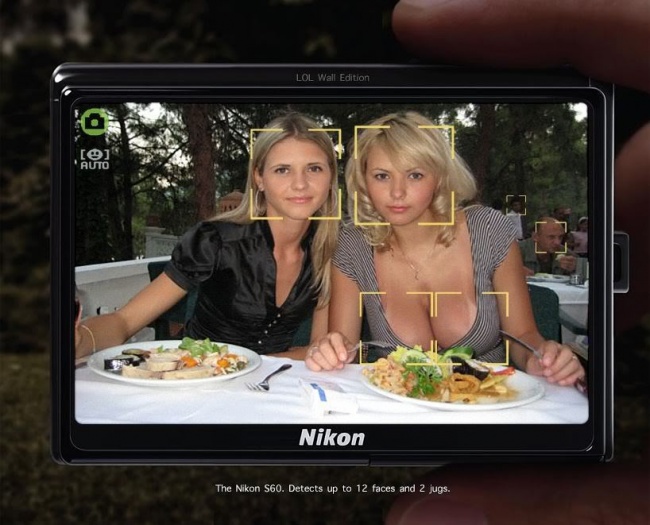 LOL Wall Edition
AUTO
Nikon
The Nikon S60. Detects up to 12 faces and 2 jugs.